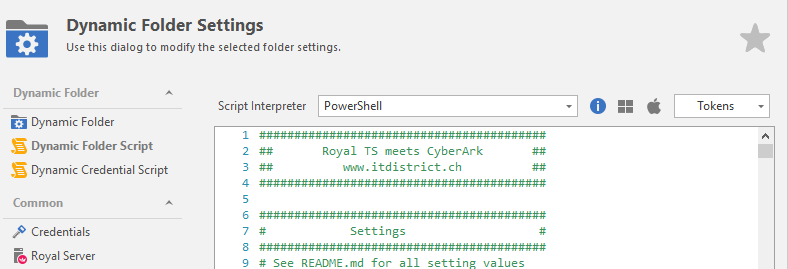 Dynamic Folder Settings
Use this dialog to modify the selected folder settings.
Dynamic Folder
Dynamic Folder
Dynamic Folder Script
Dynamic Credential Script
Common
Credentials
Royal Server
Script Interpreter PowerShell Tokens
1 #########################################
2 ##       Royal TS meets CyberArk       ##
3 ##          www.itdistrict.ch          ##
4 #########################################
5
6 #########################################
7 #            Settings                   #
8 #########################################
9 # See README.md for all setting values